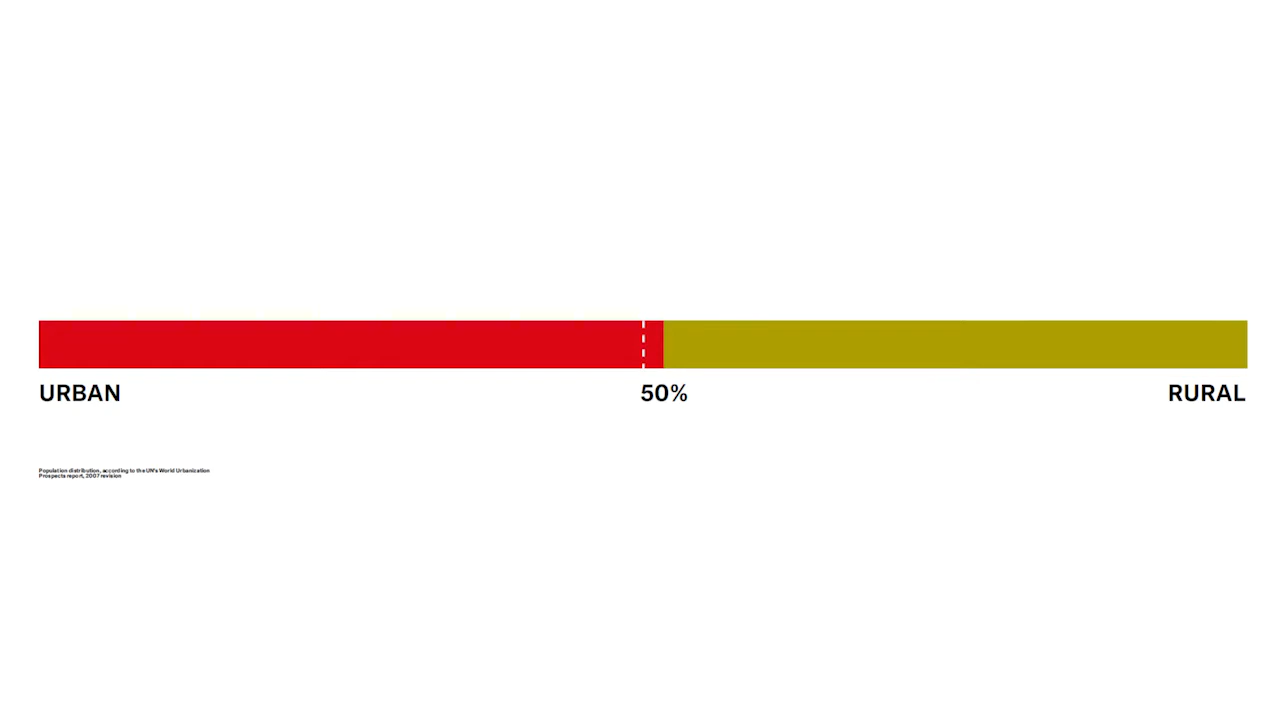 URBAN 50% RURAL
Population distribution, according to the UN's World Urbanization
Prospects report, 2007 revision